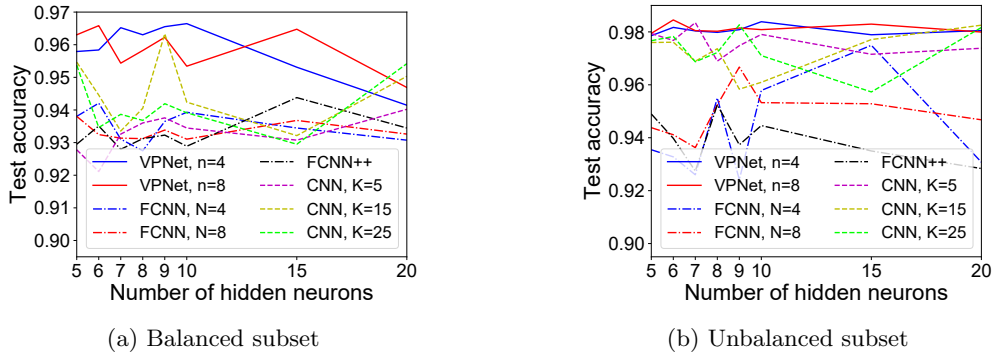 0.97
0.96
0.95
0.94
0.93
0.92
0.91
0.90
Test accuracy
VPNet, n=4
VPNet, n=8
FCNN, N=4
FCNN, N=8
FCNN++
CNN, K=5
CNN, K=15
CNN, K=25
5 6 7 8 9 10 15 20
Number of hidden neurons
(a) Balanced subset
0.98
0.96
0.94
0.92
0.90
Test accuracy
VPNet, n=4
VPNet, n=8
FCNN, N=4
FCNN, N=8
FCNN++
CNN, K=5
CNN, K=15
CNN, K=25
5 6 7 8 9 10 15 20
Number of hidden neurons
(b) Unbalanced subset